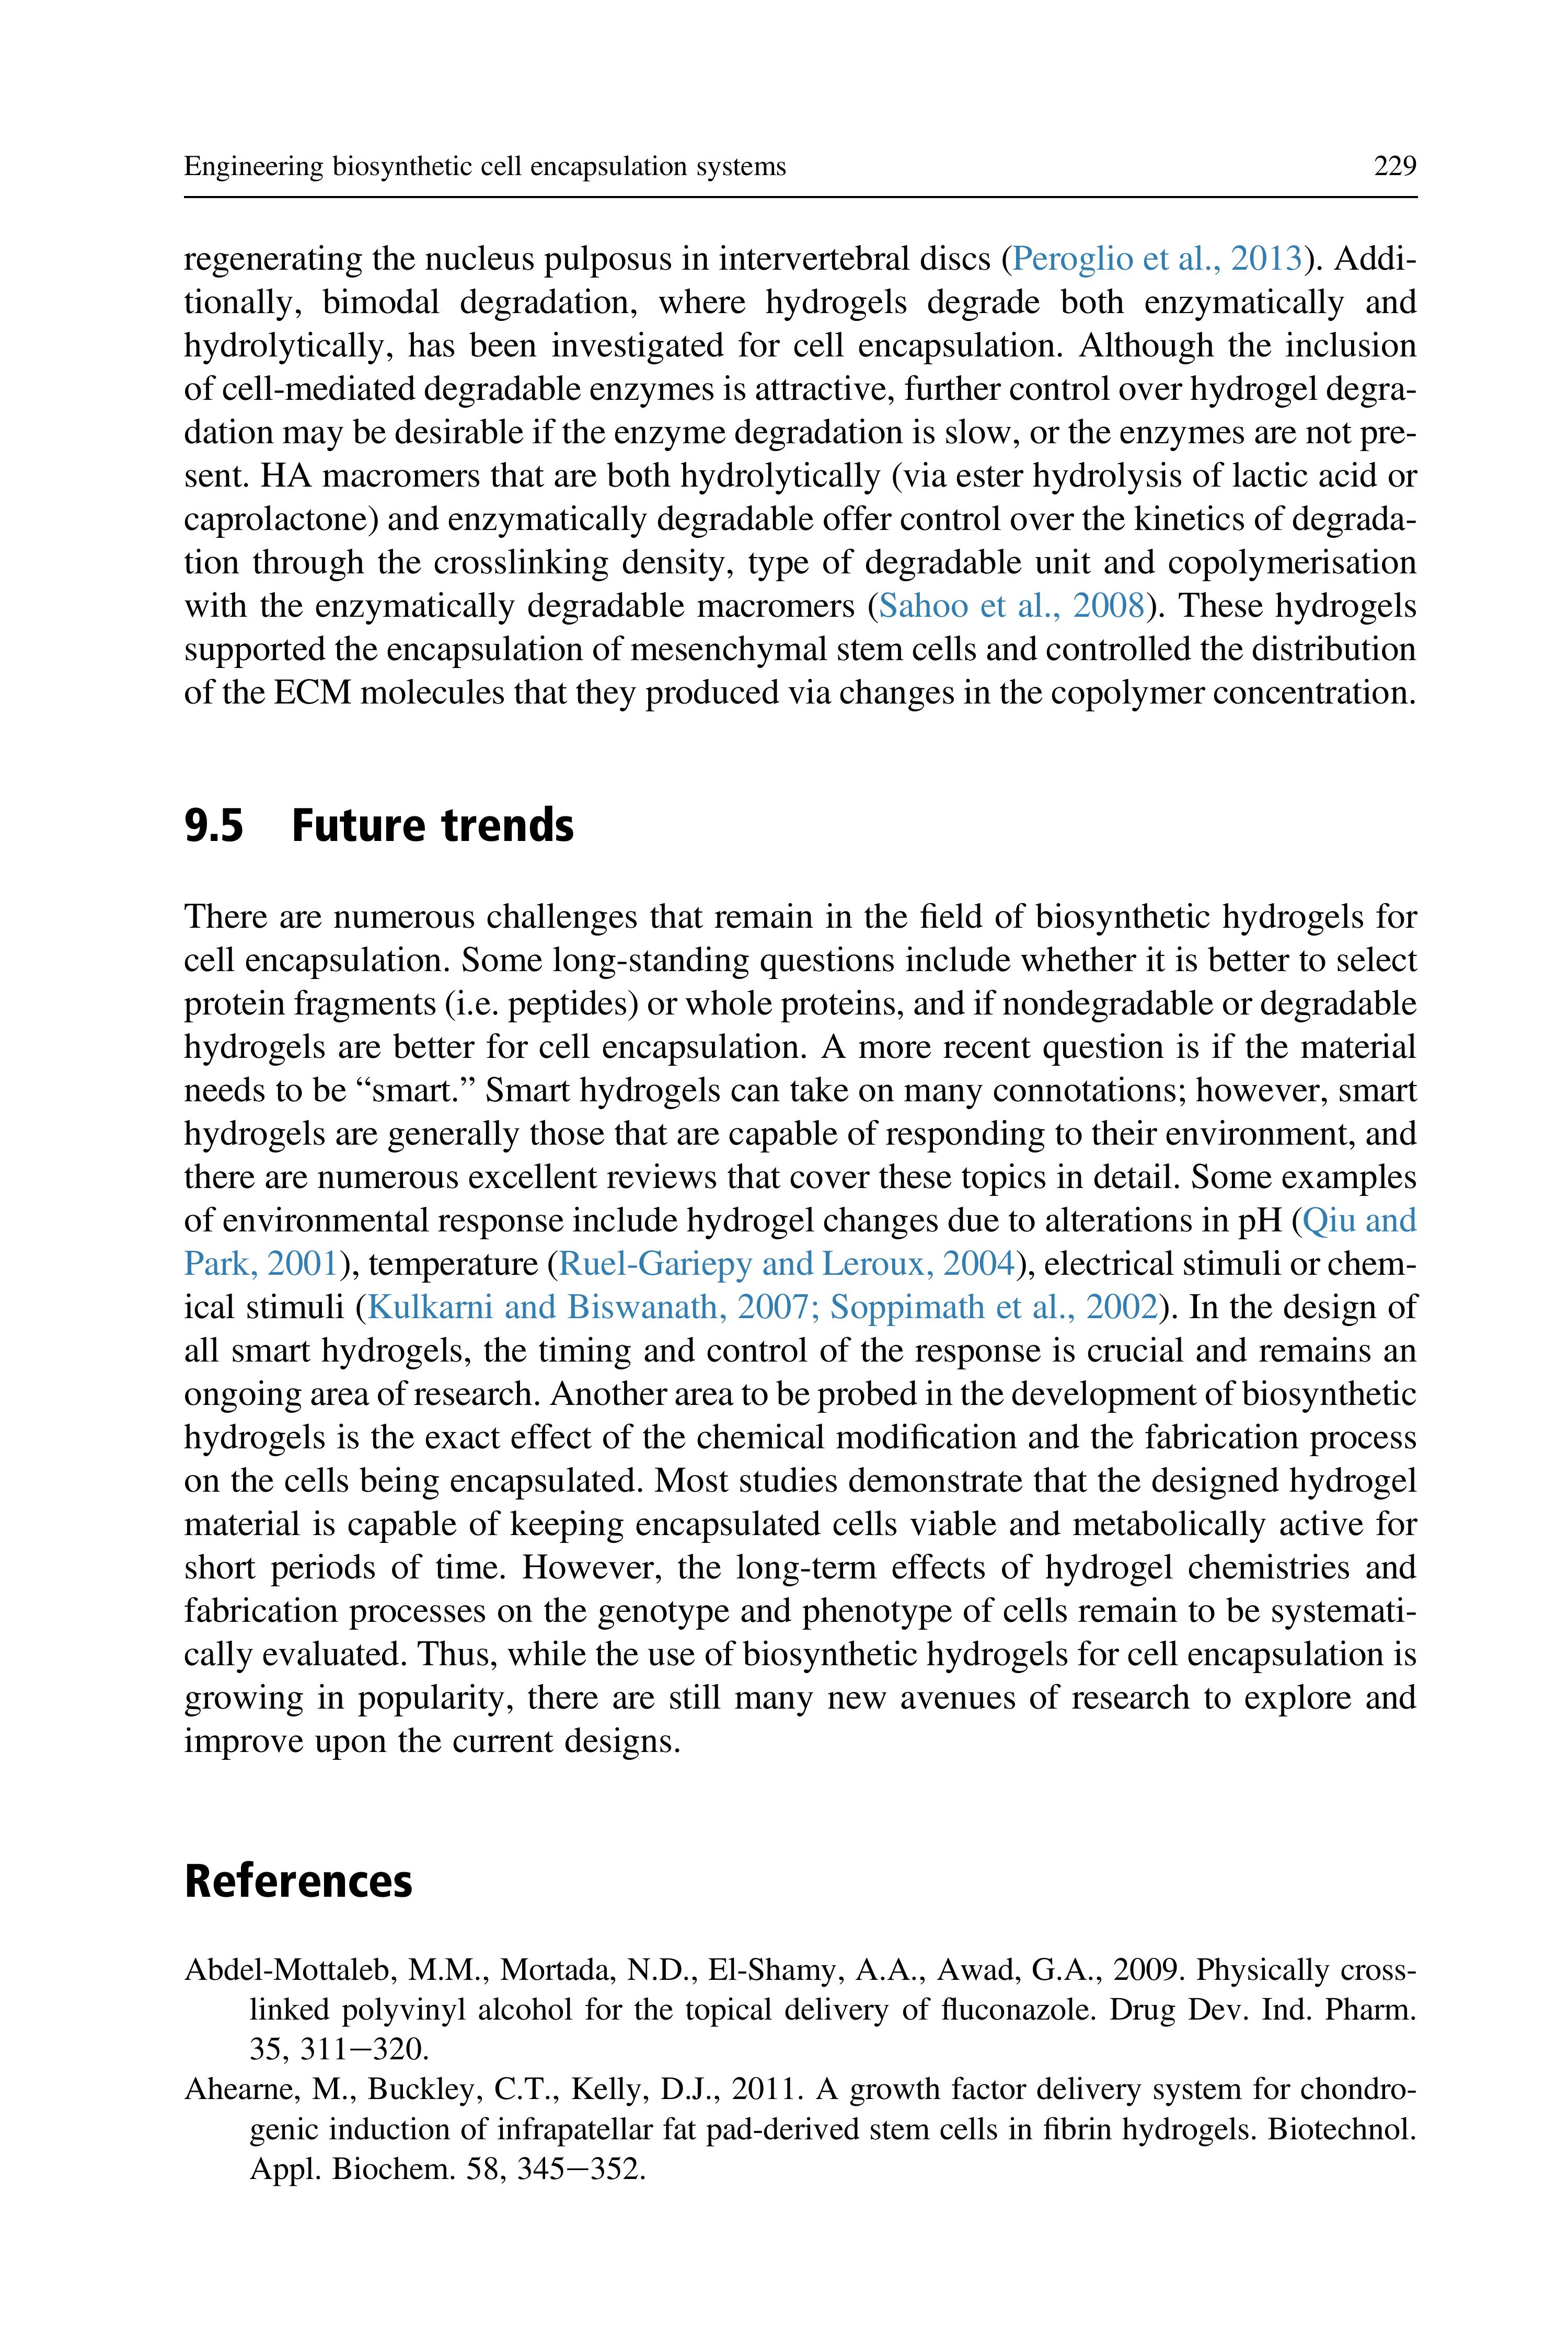 Engineering biosynthetic cell encapsulation systems 229
regenerating the nucleus pulposus in intervertebral discs (Peroglio et al., 2013). Addi-
tionally, bimodal degradation, where hydrogels degrade both enzymatically and
hydrolytically, has been investigated for cell encapsulation. Although the inclusion
of cell-mediated degradable enzymes is attractive, further control over hydrogel degra-
dation may be desirable if the enzyme degradation is slow, or the enzymes are not pre-
sent. HA macromers that are both hydrolytically (via ester hydrolysis of lactic acid or
caprolactone) and enzymatically degradable offer control over the kinetics of degrada-
tion through the crosslinking density, type of degradable unit and copolymerisation
with the enzymatically degradable macromers (Sahoo et al., 2008). These hydrogels
supported the encapsulation of mesenchymal stem cells and controlled the distribution
of the ECM molecules that they produced via changes in the copolymer concentration.
9.5 Future trends
There are numerous challenges that remain in the field of biosynthetic hydrogels for
cell encapsulation. Some long-standing questions include whether it is better to select
protein fragments (i.e. peptides) or whole proteins, and if nondegradable or degradable
hydrogels are better for cell encapsulation. A more recent question is if the material
needs to be “smart.” Smart hydrogels can take on many connotations; however, smart
hydrogels are generally those that are capable of responding to their environment, and
there are numerous excellent reviews that cover these topics in detail. Some examples
of environmental response include hydrogel changes due to alterations in pH (Qiu and
Park, 2001), temperature (Ruel-Gariepy and Leroux, 2004), electrical stimuli or chem-
ical stimuli (Kulkarni and Biswanath, 2007; Soppimath et al., 2002). In the design of
all smart hydrogels, the timing and control of the response is crucial and remains an
ongoing area of research. Another area to be probed in the development of biosynthetic
hydrogels is the exact effect of the chemical modification and the fabrication process
on the cells being encapsulated. Most studies demonstrate that the designed hydrogel
material is capable of keeping encapsulated cells viable and metabolically active for
short periods of time. However, the long-term effects of hydrogel chemistries and
fabrication processes on the genotype and phenotype of cells remain to be systemati-
cally evaluated. Thus, while the use of biosynthetic hydrogels for cell encapsulation is
growing in popularity, there are still many new avenues of research to explore and
improve upon the current designs.
References
Abdel-Mottaleb, M.M., Mortada, N.D., El-Shamy, A.A., Awad, G.A., 2009. Physically cross-
linked polyvinyl alcohol for the topical delivery of fluconazole. Drug Dev. Ind. Pharm.
35, 311–320.
Ahearne, M., Buckley, C.T., Kelly, D.J., 2011. A growth factor delivery system for chondro-
genic induction of infrapatellar fat pad-derived stem cells in fibrin hydrogels. Biotechnol.
Appl. Biochem. 58, 345–352.